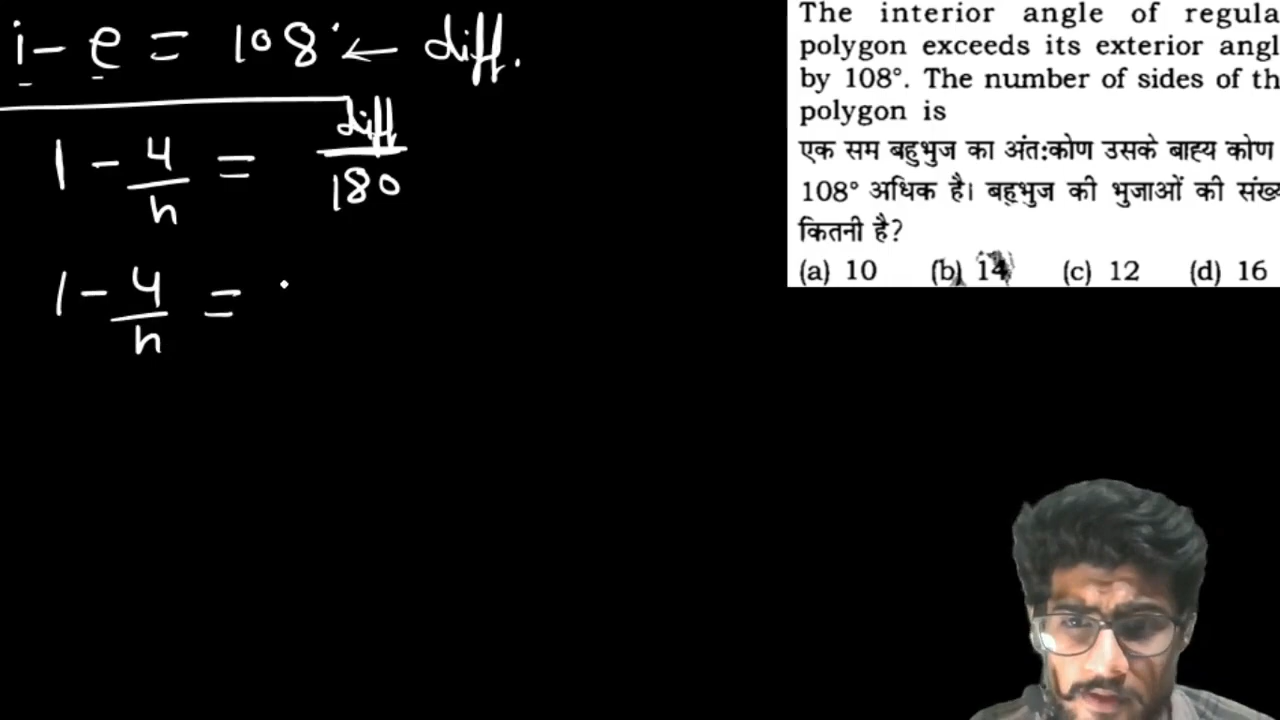 i - e = 108° ← diff.
1 - 4/n = diff/180
1 - 4/n =
The interior angle of regula
polygon exceeds its exterior angl
by 108°. The number of sides of th
polygon is
एक सम बहुभुज का अंत:कोण उसके बाह्य कोण
108° अधिक है। बहुभुज की भुजाओं की संख्य
कितनी है?
(a) 10 (b) 14 (c) 12 (d) 16